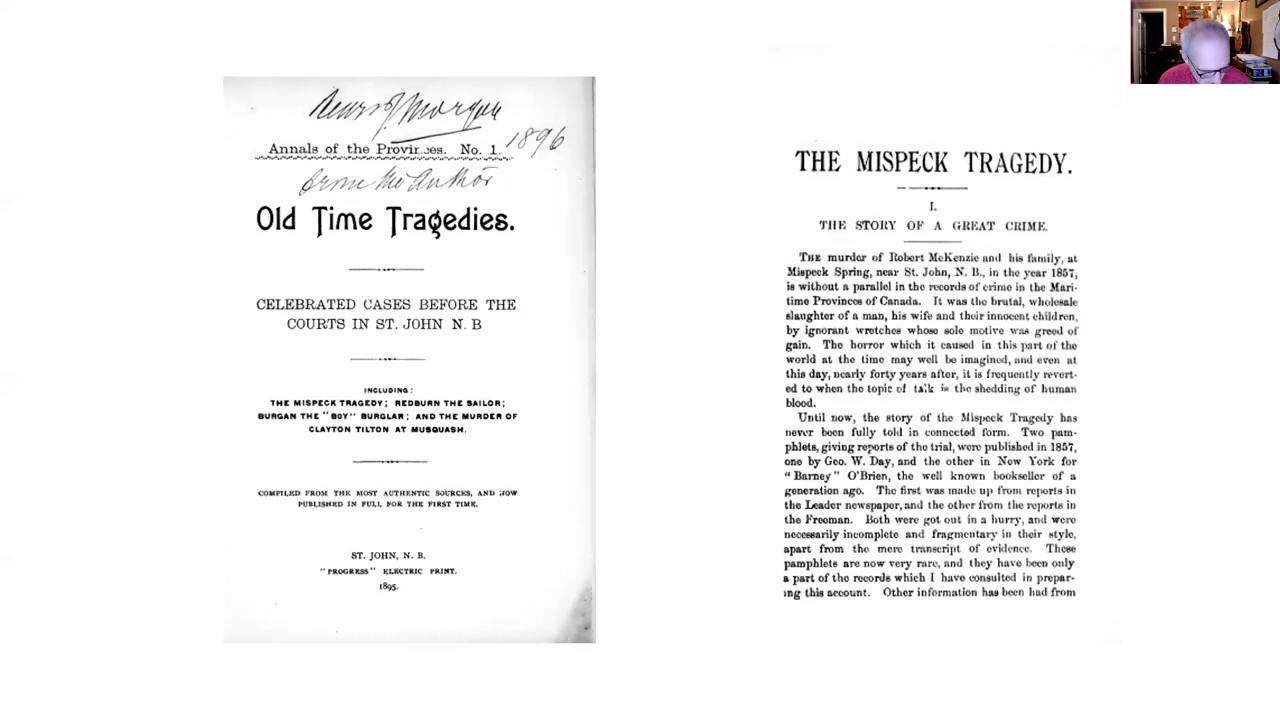 Morgan
1896
Annals of the Provinces. No. 1.
from the Author
Old Time Tragedies.
CELEBRATED CASES BEFORE THE
COURTS IN ST. JOHN N. B
INCLUDING:
THE MISPECK TRAGEDY; REDBURN THE SAILOR;
BURGAN THE "BOY" BURGLAR; AND THE MURDER OF
CLAYTON TILTON AT MUSQUASH.
COMPILED FROM THE MOST AUTHENTIC SOURCES, AND NOW
PUBLISHED IN FULL FOR THE FIRST TIME.
ST. JOHN, N. B.
"PROGRESS" ELECTRIC PRINT.
1895.
THE MISPECK TRAGEDY.
I.
THE STORY OF A GREAT CRIME.
THE murder of Robert McKenzie and his family, at
Mispeck Spring, near St. John, N. B., in the year 1857,
is without a parallel in the records of crime in the Mari-
time Provinces of Canada. It was the brutal, wholesale
slaughter of a man, his wife and their innocent children,
by ignorant wretches whose sole motive was greed of
gain. The horror which it caused in this part of the
world at the time may well be imagined, and even at
this day, nearly forty years after, it is frequently revert-
ed to when the topic of talk is the shedding of human
blood.
Until now, the story of the Mispeck Tragedy has
never been fully told in connected form. Two pam-
phlets, giving reports of the trial, were published in 1857,
one by Geo. W. Day, and the other in New York for
"Barney" O'Brien, the well known bookseller of a
generation ago. The first was made up from reports in
the Leader newspaper, and the other from the reports in
the Freeman. Both were got out in a hurry, and were
necessarily incomplete and fragmentary in their style,
apart from the mere transcript of evidence. These
pamphlets are now very rare, and they have been only
a part of the records which I have consulted in prepar-
ing this account. Other information has been had from